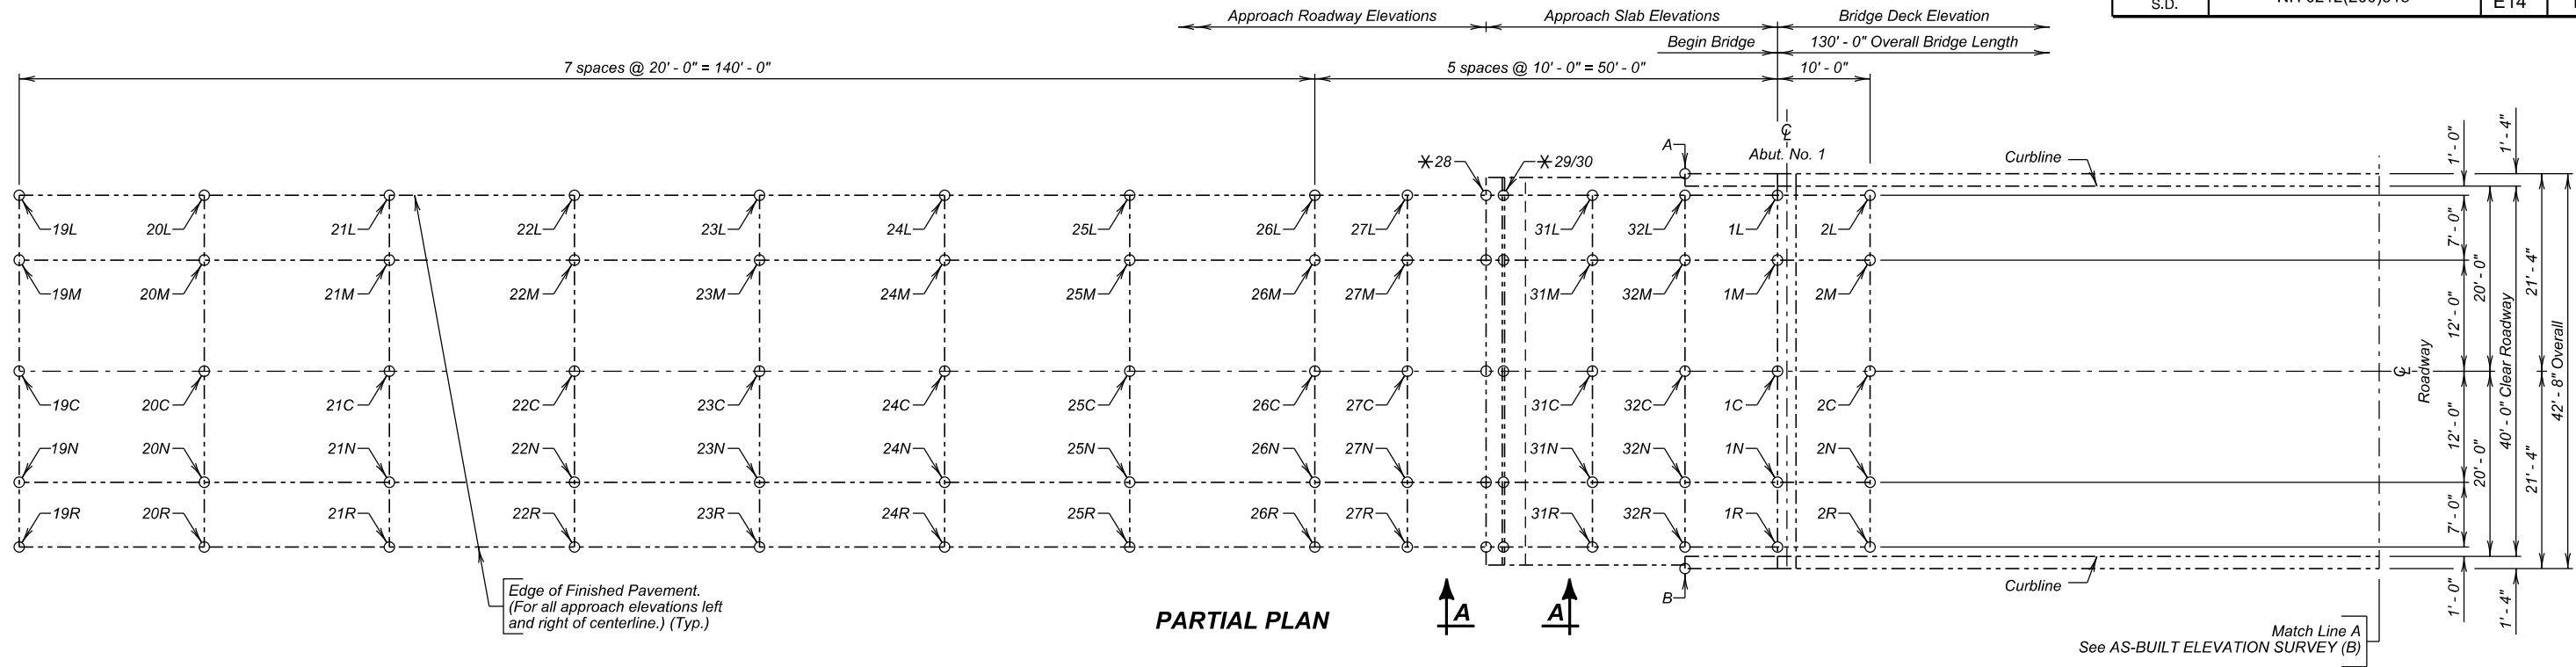 S.D.
E14
Approach Roadway Elevations
Approach Slab Elevations
Bridge Deck Elevation
Begin Bridge
130' - 0" Overall Bridge Length
7 spaces @ 20' - 0" = 140' - 0"
5 spaces @ 10' - 0" = 50' - 0"
10' - 0"
A
℄
Abut. No. 1
Curbline
28
29/30
19L
20L
21L
22L
23L
24L
25L
26L
27L
31L
32L
1L
2L
19M
20M
21M
22M
23M
24M
25M
26M
27M
31M
32M
1M
2M
19C
20C
21C
22C
23C
24C
25C
26C
27C
31C
32C
1C
2C
19N
20N
21N
22N
23N
24N
25N
26N
27N
31N
32N
1N
2N
19R
20R
21R
22R
23R
24R
25R
26R
27R
31R
32R
1R
2R
℄
Roadway
1' - 0"
7' - 0"
12' - 0"
12' - 0"
7' - 0"
1' - 0"
20' - 0"
20' - 0"
1' - 4"
40' - 0" Clear Roadway
1' - 4"
21' - 4"
21' - 4"
42' - 8" Overall
Edge of Finished Pavement.
(For all approach elevations left
and right of centerline.) (Typ.)
PARTIAL PLAN
A
A
B
Curbline
Match Line A
See AS-BUILT ELEVATION SURVEY (B)